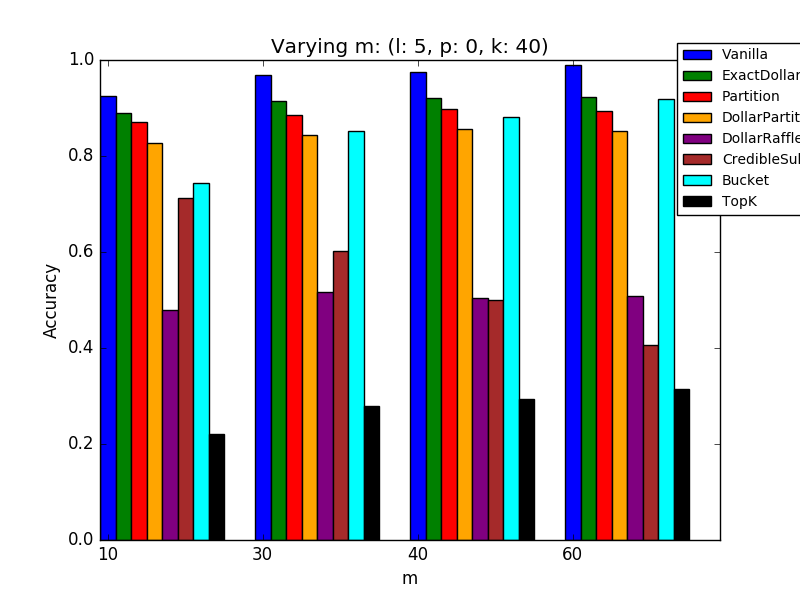 Varying m: (l: 5, p: 0, k: 40)
1.0
0.8
0.6
0.4
0.2
0.0
Accuracy
10 30 40 60
m
Vanilla
ExactDollar
Partition
DollarPartit
DollarRaffle
CredibleSu
Bucket
TopK